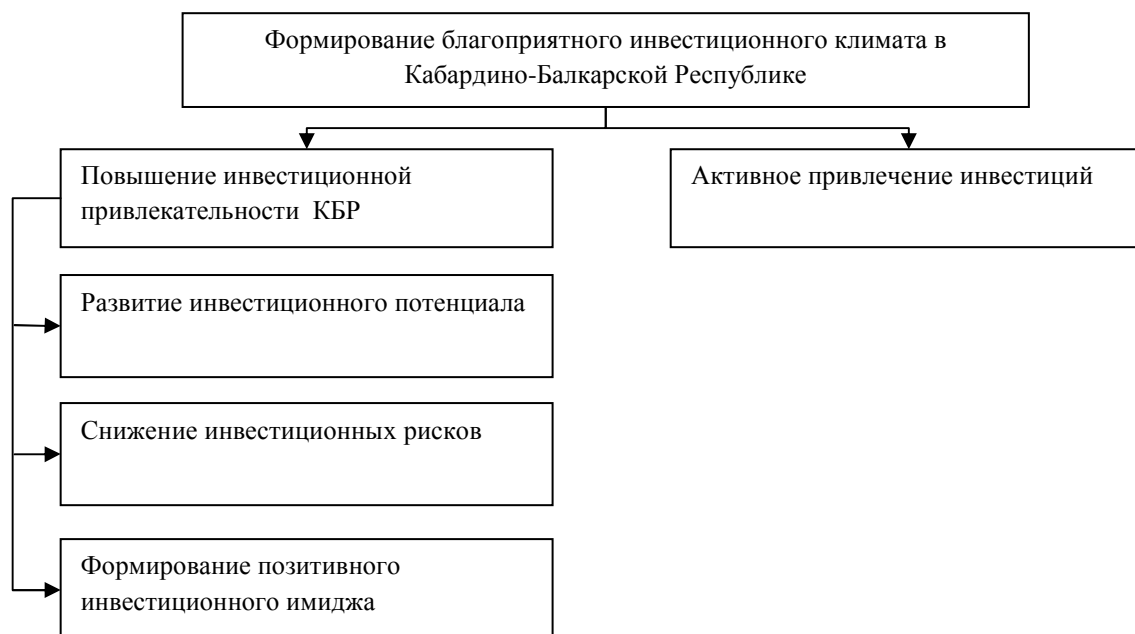 Формирование благоприятного инвестиционного климата в
Кабардино-Балкарской Республике
Повышение инвестиционной
привлекательности КБР
Активное привлечение инвестиций
Развитие инвестиционного потенциала
Снижение инвестиционных рисков
Формирование позитивного
инвестиционного имиджа